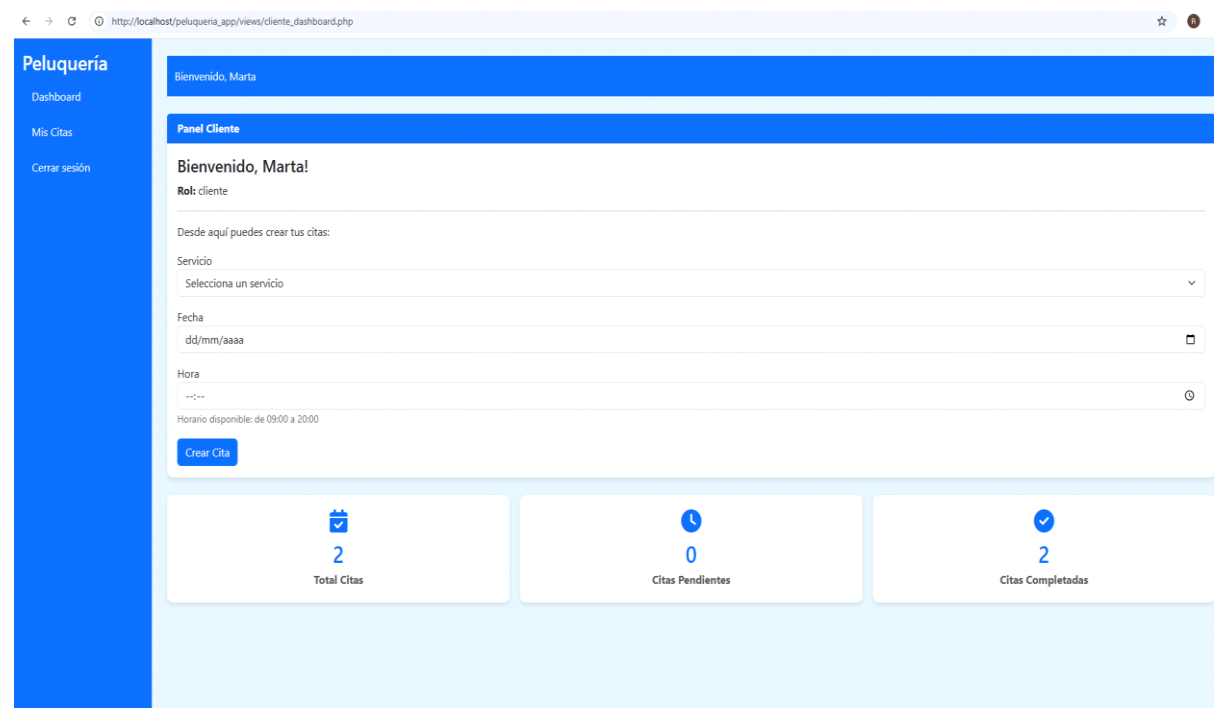 http://localhost/peluqueria_app/views/cliente_dashboard.php
R
Peluquería
Dashboard
Mis Citas
Cerrar sesión
Bienvenido, Marta
Panel Cliente
Bienvenido, Marta!
Rol: cliente
Desde aquí puedes crear tus citas:
Servicio
Selecciona un servicio
Fecha
dd/mm/aaaa
Hora
--:--
Horario disponible: de 09:00 a 20:00
Crear Cita
2
Total Citas
0
Citas Pendientes
2
Citas Completadas